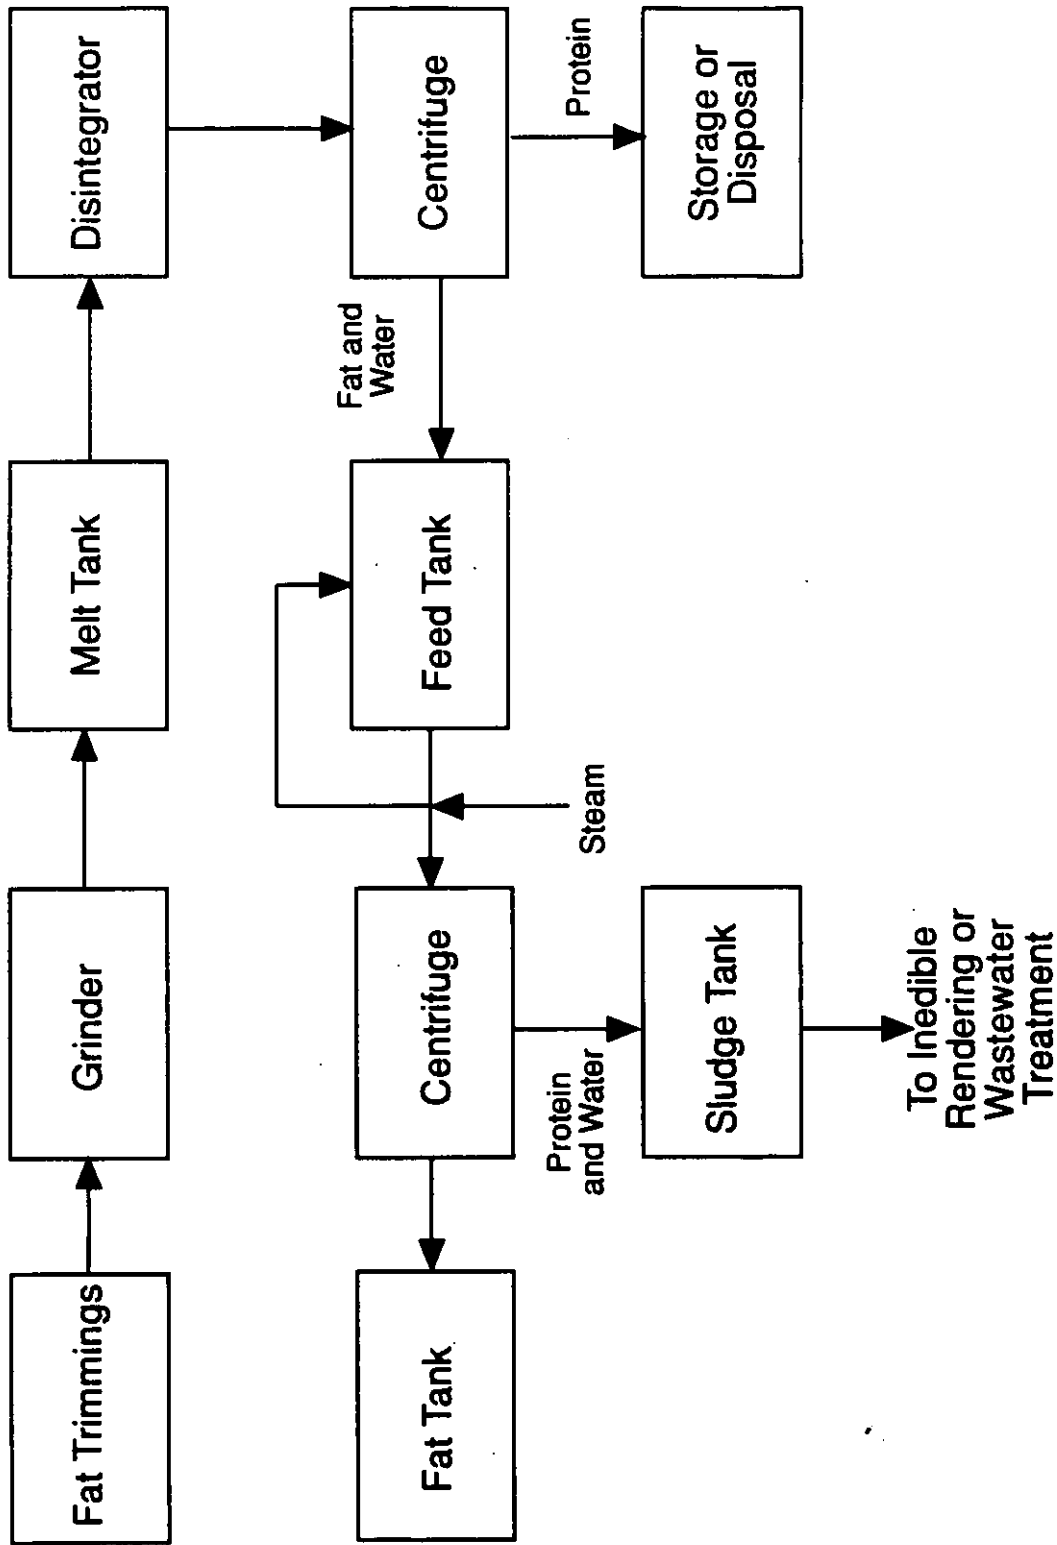 Fat Trimmings
Grinder
Melt Tank
Disintegrator
Fat Tank
Centrifuge
Feed Tank
Fat and
Water
Centrifuge
Protein
and Water
Steam
Protein
Sludge Tank
Storage or
Disposal
To Inedible
Rendering or
Wastewater
Treatment